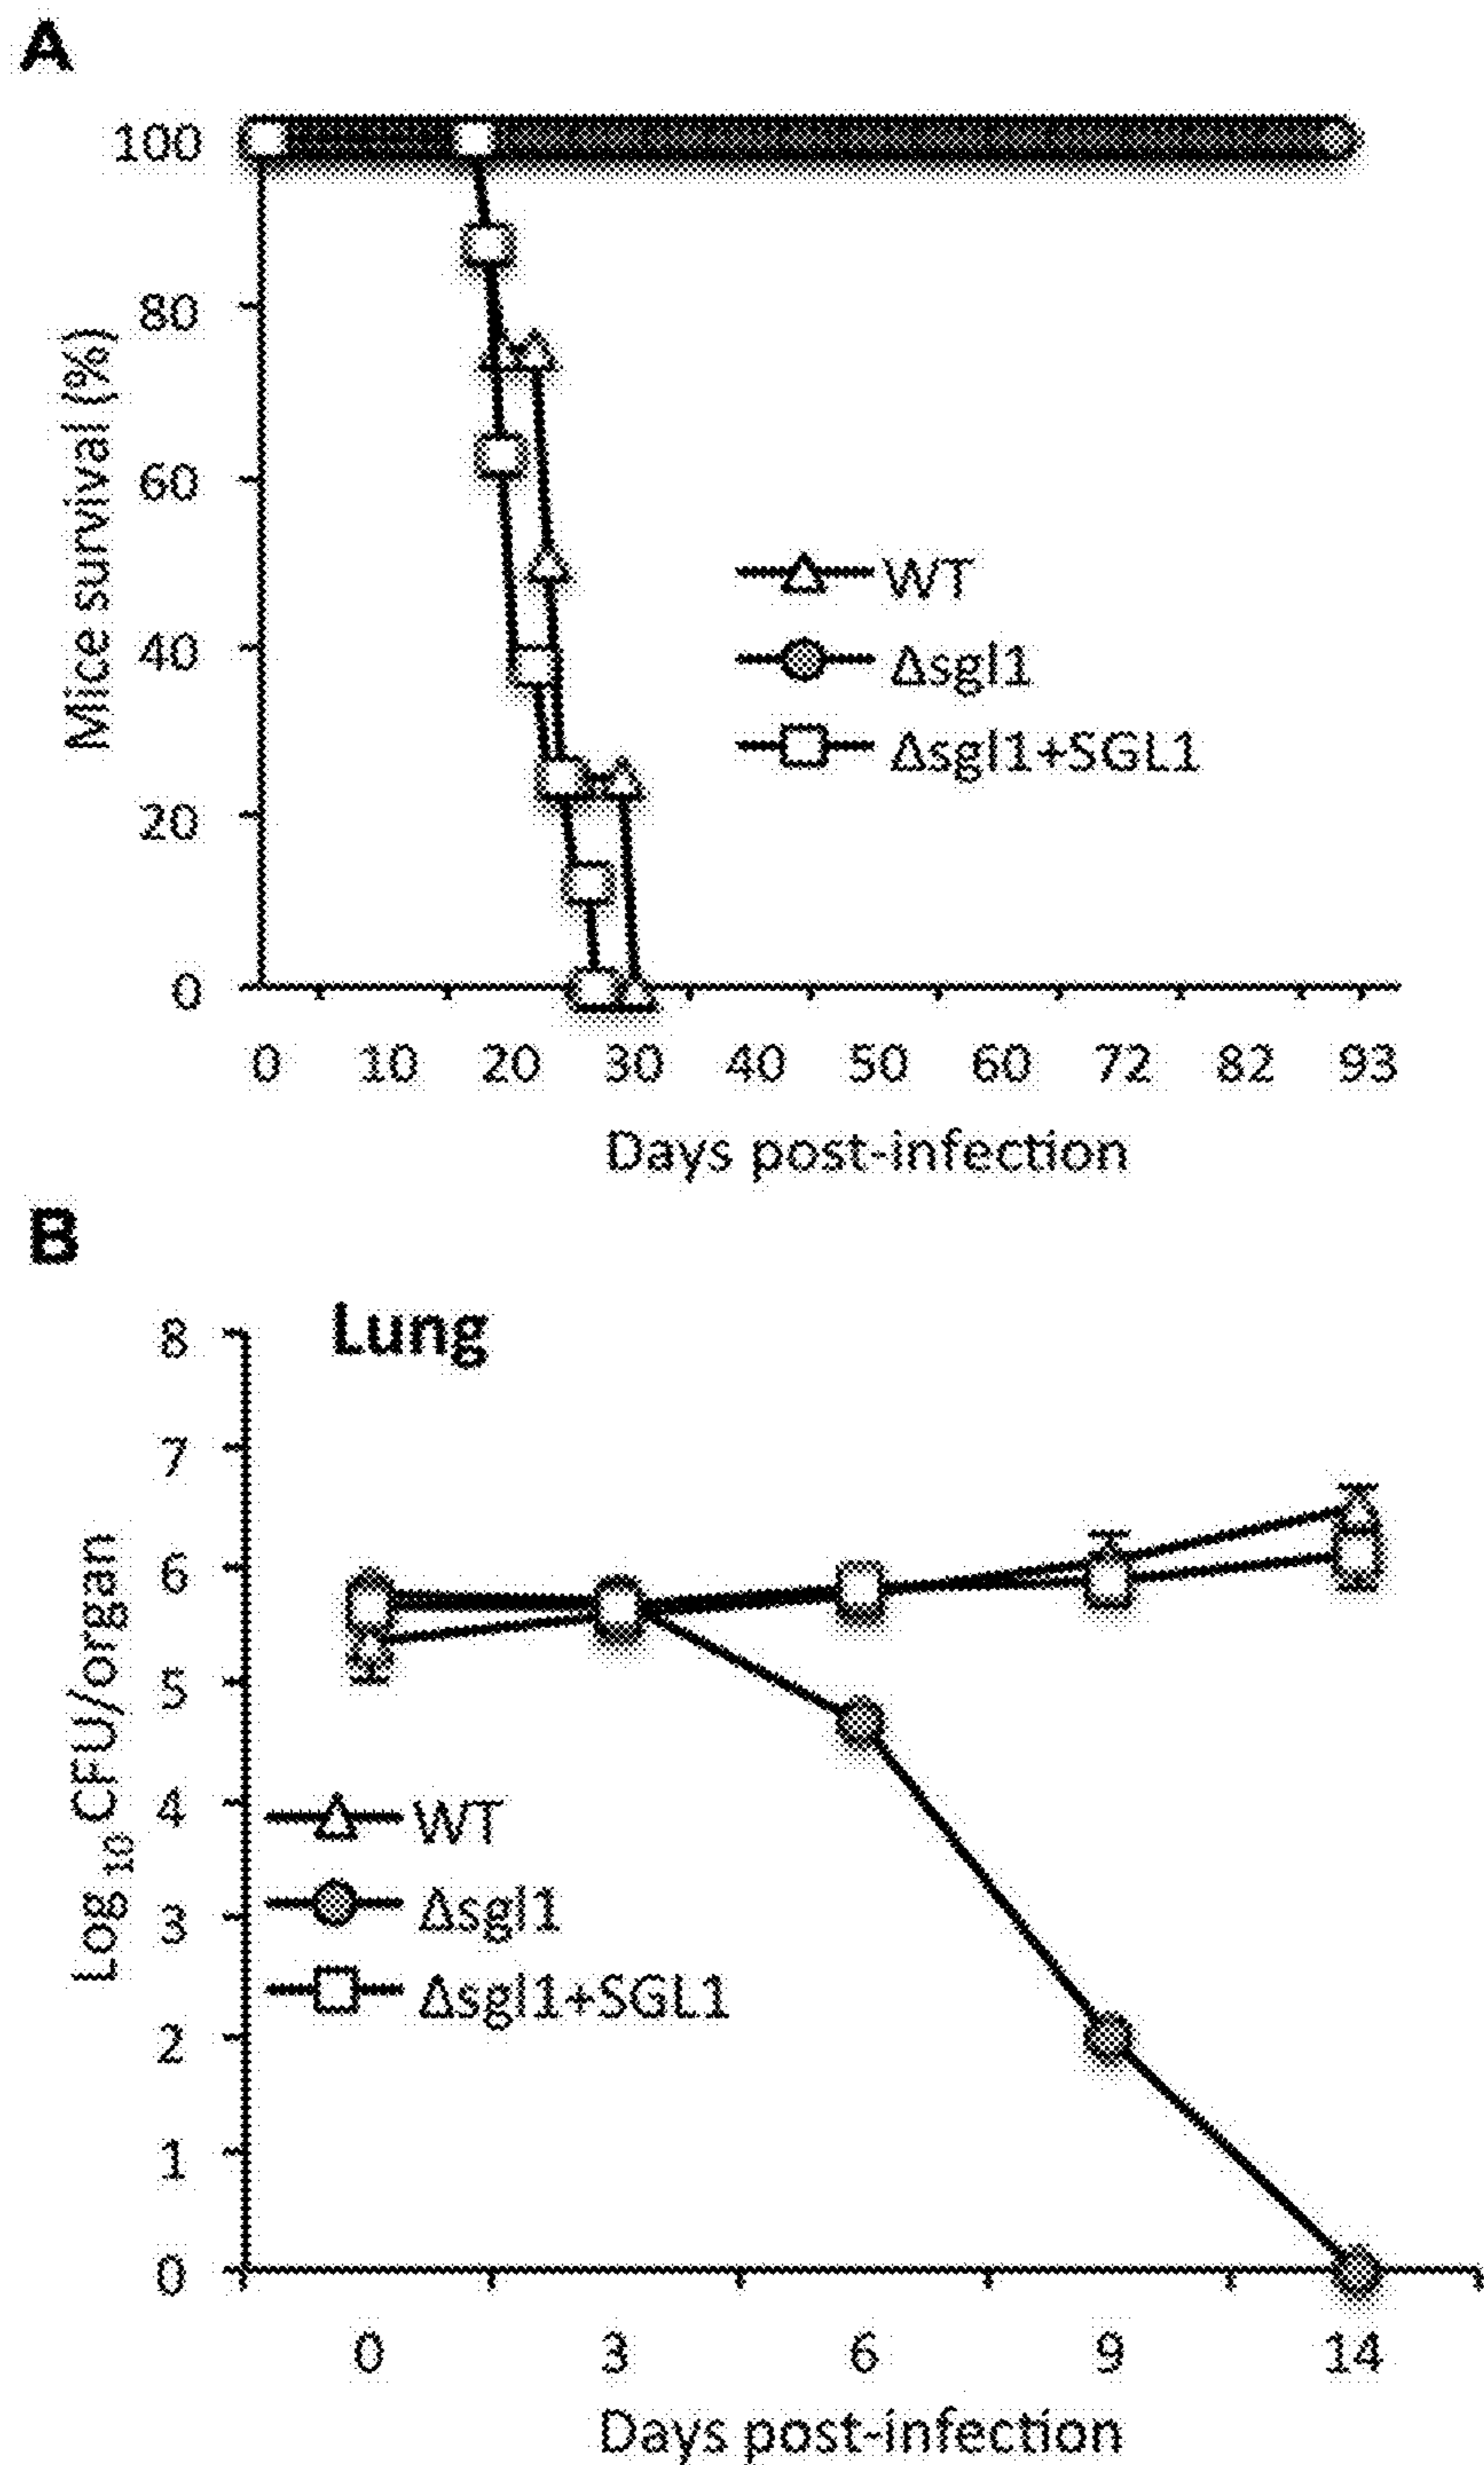 A
100
80
60
40
20
0
Mice survival (%)
WT
Δsgl1
Δsgl1+SGL1
0 10 20 30 40 50 60 72 82 93
Days post-infection
B
Lung
8
7
6
5
4
3
2
1
0
Log 10 CFU/organ
WT
Δsgl1
Δsgl1+SGL1
0 3 6 9 14
Days post-infection